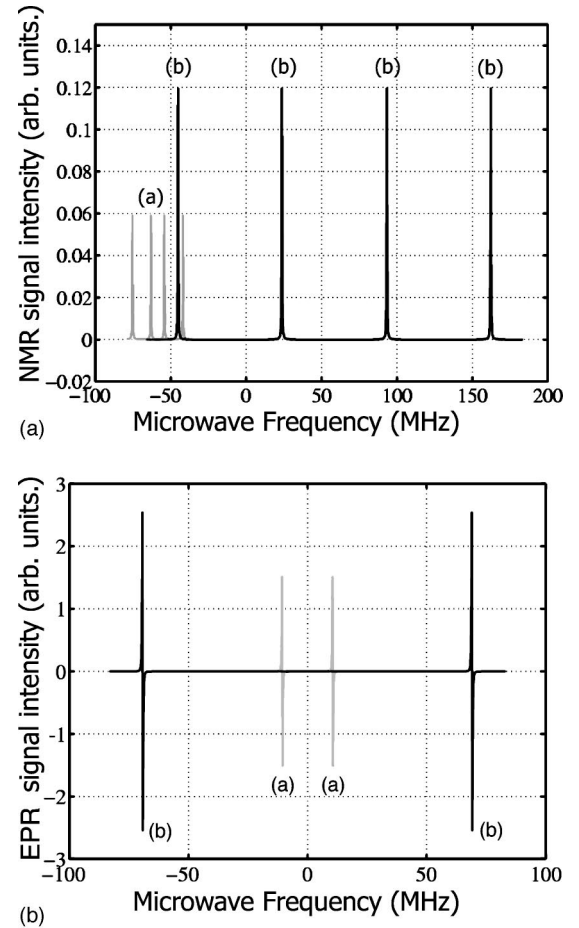 (a)
NMR signal intensity (arb. units.)
0.14
0.12
0.1
0.08
0.06
0.04
0.02
0
−0.02
(b) (b) (b) (b)
(a)
−100 −50 0 50 100 150 200
Microwave Frequency (MHz)
(a)
EPR signal intensity (arb. units.)
3
2
1
0
-1
−2
−3
(a) (a)
(b) (b)
−100 −50 0 50 100
Microwave Frequency (MHz)
(b)